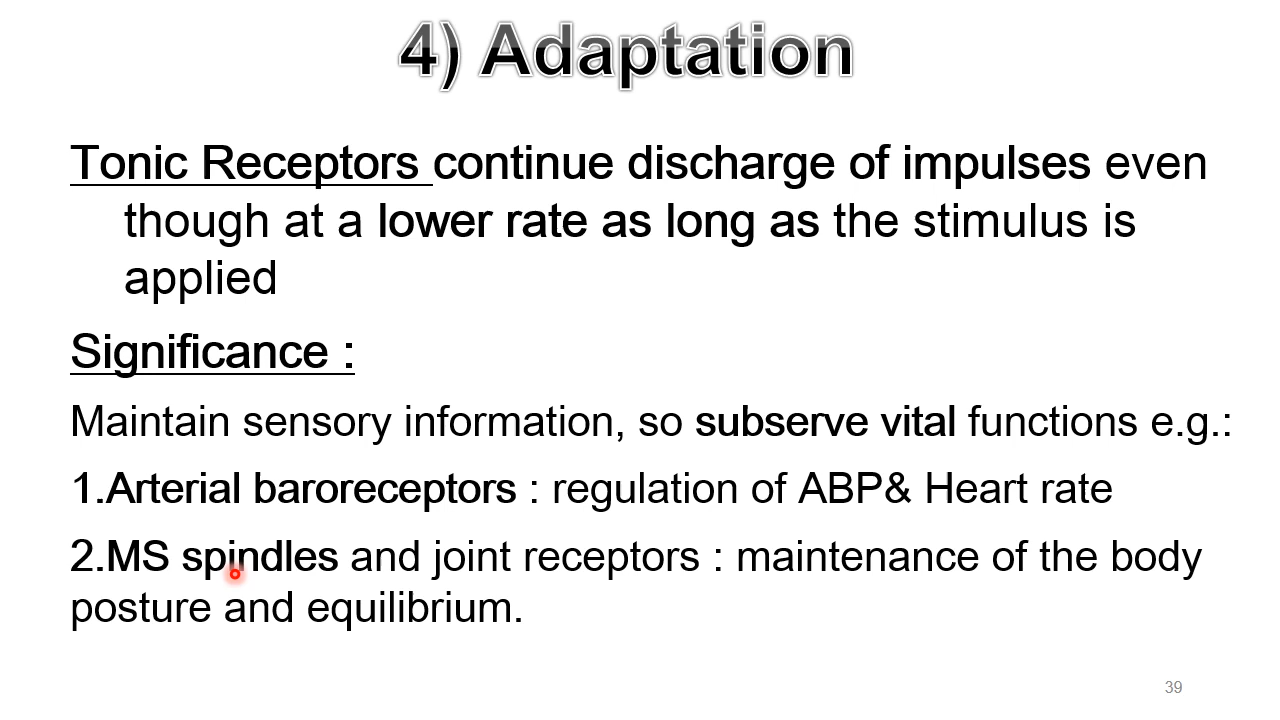 4) Adaptation
Tonic Receptors continue discharge of impulses even
though at a lower rate as long as the stimulus is
applied
Significance :
Maintain sensory information, so subserve vital functions e.g.:
1.Arterial baroreceptors : regulation of ABP& Heart rate
2.MS spindles and joint receptors : maintenance of the body
posture and equilibrium.
39